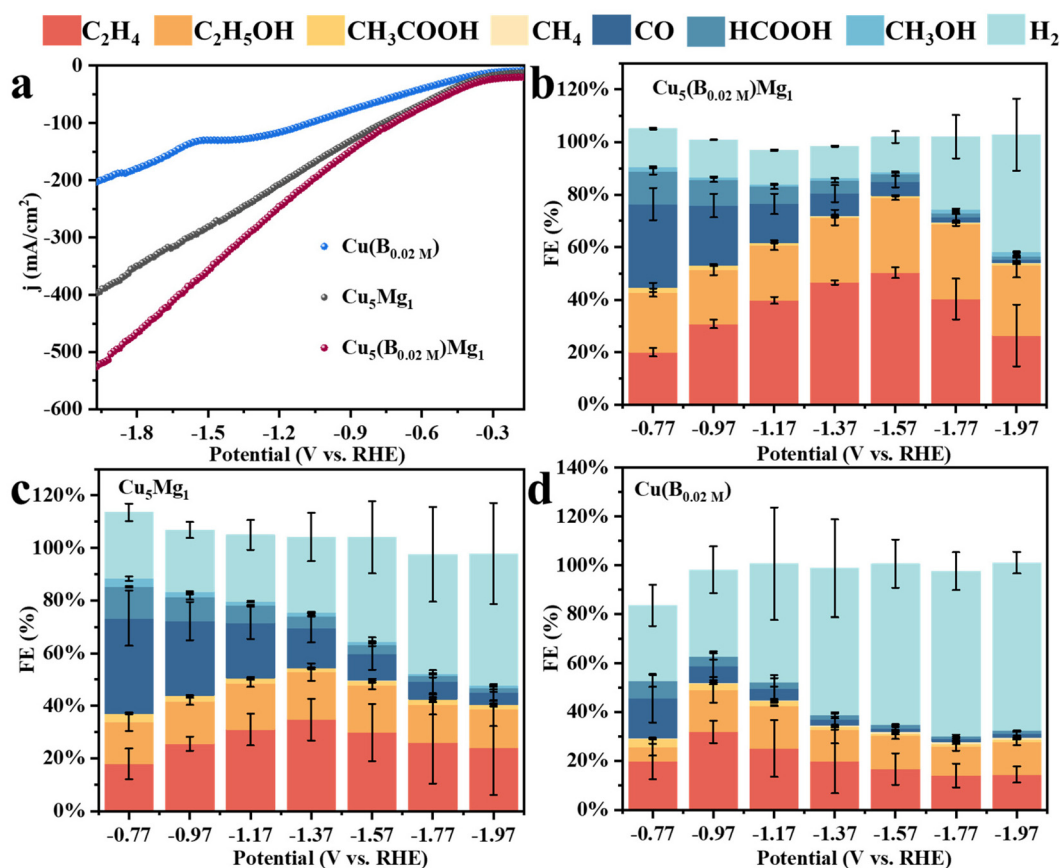 C₂H₄ C₂H₅OH CH₃COOH CH₄ CO HCOOH CH₃OH H₂
a
0
-100
-200
-300
-400
-500
-600
j (mA/cm²)
Cu(B₀.₀₂ M)
Cu₅Mg₁
Cu₅(B₀.₀₂ M)Mg₁
-1.8 -1.5 -1.2 -0.9 -0.6 -0.3
Potential (V vs. RHE)
b
Cu₅(B₀.₀₂ M)Mg₁
120%
100%
80%
60%
40%
20%
0%
FE (%)
-0.77 -0.97 -1.17 -1.37 -1.57 -1.77 -1.97
Potential (V vs. RHE)
c
Cu₅Mg₁
120%
100%
80%
60%
40%
20%
0%
FE (%)
-0.77 -0.97 -1.17 -1.37 -1.57 -1.77 -1.97
Potential (V vs. RHE)
d
Cu(B₀.₀₂ M)
140%
120%
100%
80%
60%
40%
20%
0%
FE (%)
-0.77 -0.97 -1.17 -1.37 -1.57 -1.77 -1.97
Potential (V vs. RHE)